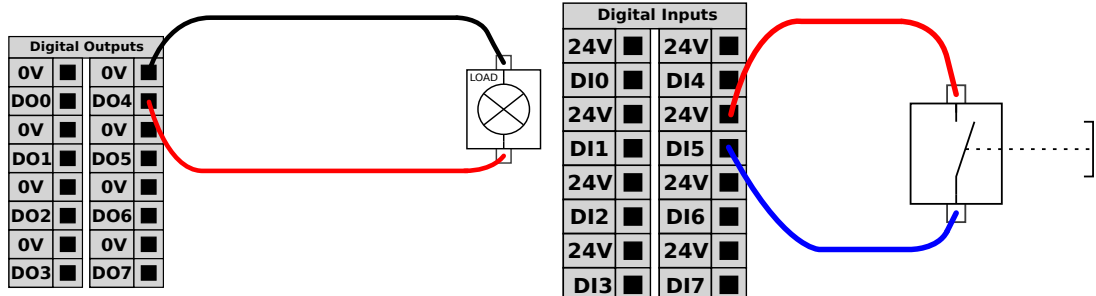 Digital Outputs
0V 0V
DO0 DO4
0V 0V
DO1 DO5
0V 0V
DO2 DO6
0V 0V
DO3 DO7
LOAD
Digital Inputs
24V 24V
DI0 DI4
24V 24V
DI1 DI5
24V 24V
DI2 DI6
24V 24V
DI3 DI7